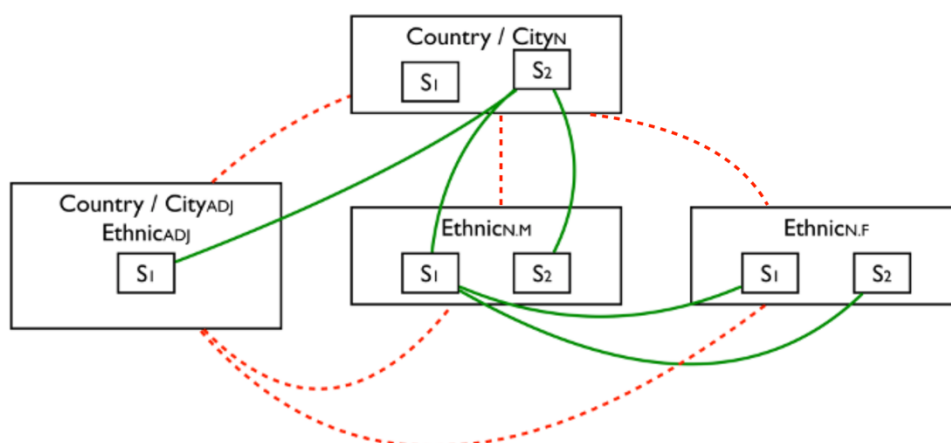 Country / CityN
S1 S2
Country / CityADJ
EthnicADJ
S1
EthnicN.M
S1 S2
EthnicN.F
S1 S2